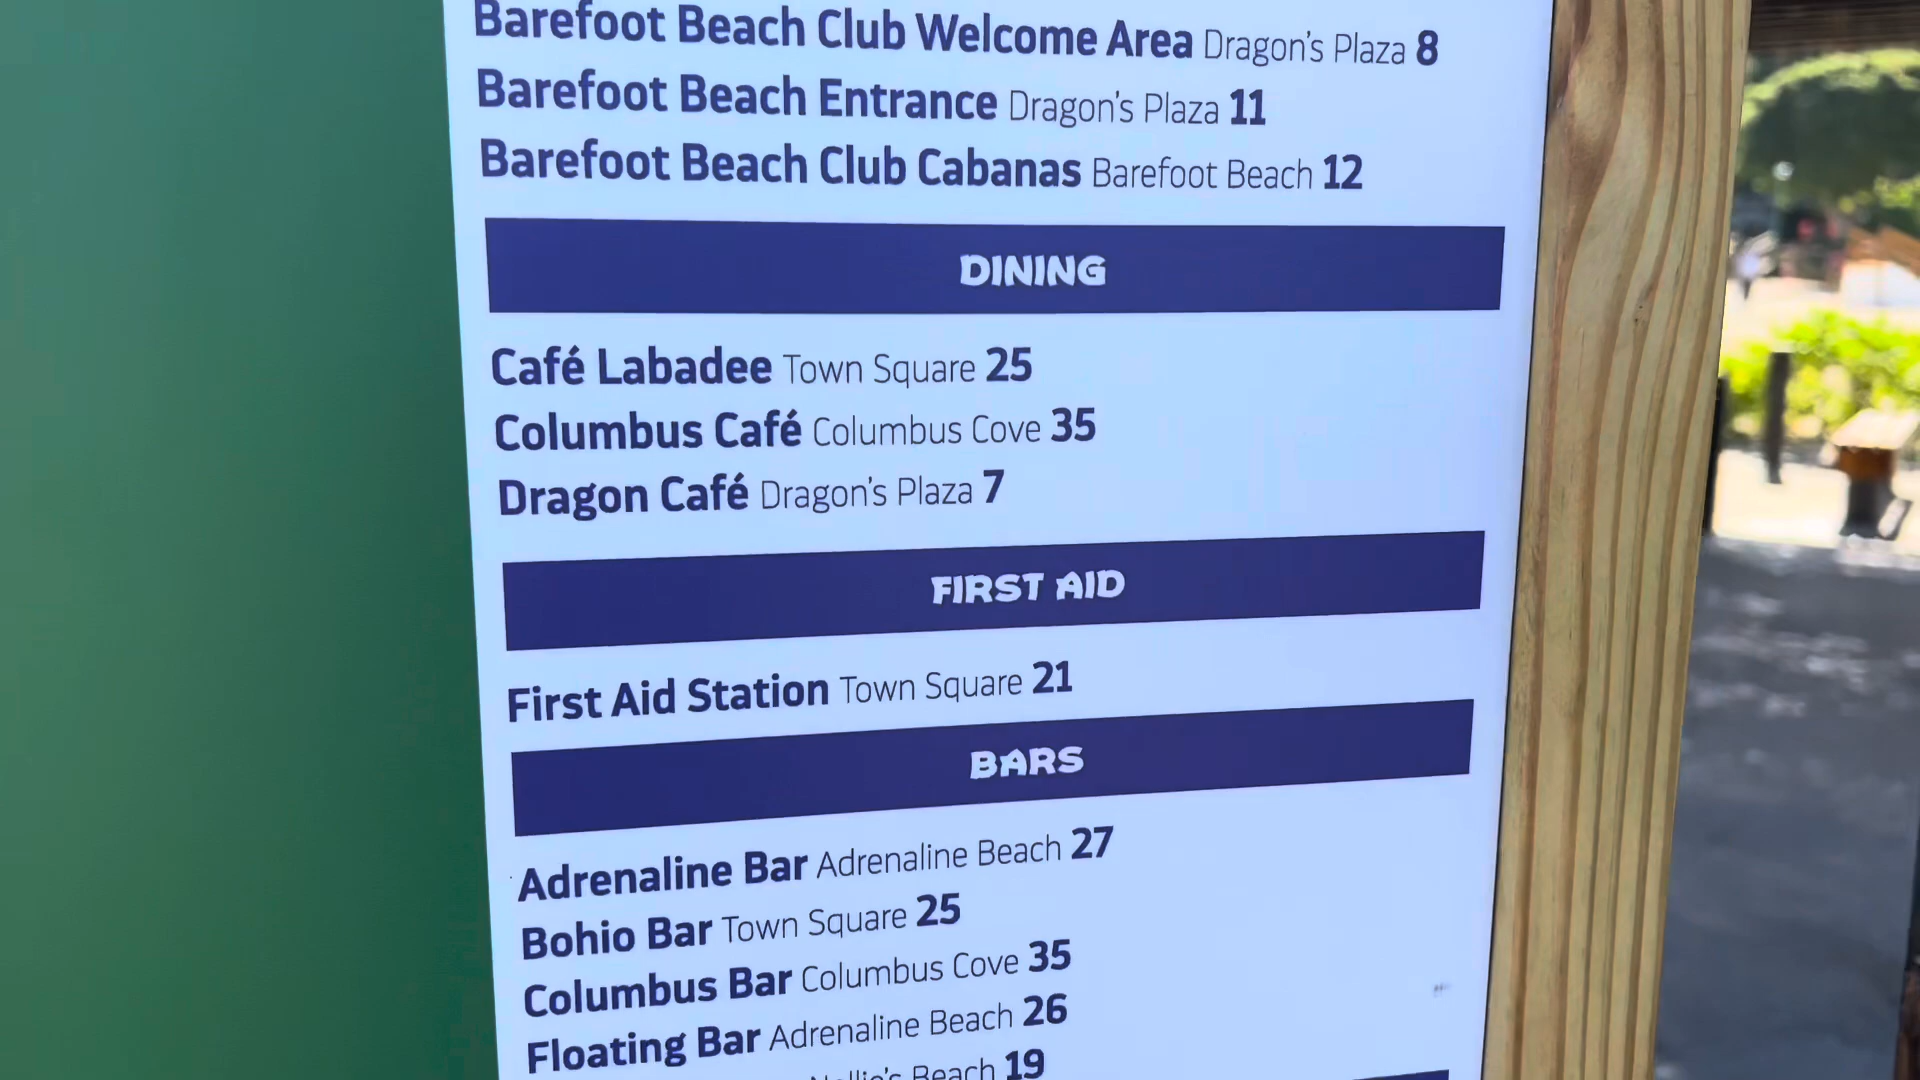 Barefoot Beach Club Welcome Area Dragon's Plaza 8
Barefoot Beach Entrance Dragon's Plaza 11
Barefoot Beach Club Cabanas Barefoot Beach 12
DINING
Café Labadee Town Square 25
Columbus Café Columbus Cove 35
Dragon Café Dragon's Plaza 7
FIRST AID
First Aid Station Town Square 21
BARS
Adrenaline Bar Adrenaline Beach 27
Bohio Bar Town Square 25
Columbus Bar Columbus Cove 35
Floating Bar Adrenaline Beach 26
Beach 19